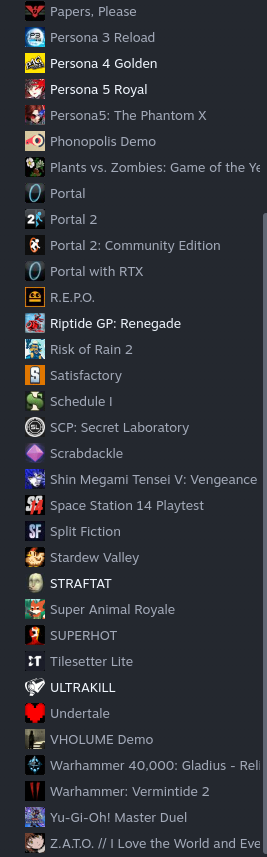 Papers, Please
Persona 3 Reload
Persona 4 Golden
Persona 5 Royal
Persona5: The Phantom X
Phonopolis Demo
Plants vs. Zombies: Game of the Ye
Portal
Portal 2
Portal 2: Community Edition
Portal with RTX
R.E.P.O.
Riptide GP: Renegade
Risk of Rain 2
Satisfactory
Schedule I
SCP: Secret Laboratory
Scrabdackle
Shin Megami Tensei V: Vengeance
Space Station 14 Playtest
Split Fiction
Stardew Valley
STRAFTAT
Super Animal Royale
SUPERHOT
Tilesetter Lite
ULTRAKILL
Undertale
VHOLUME Demo
Warhammer 40,000: Gladius - Reli
Warhammer: Vermintide 2
Yu-Gi-Oh! Master Duel
Z.A.T.O. // I Love the World and Eve